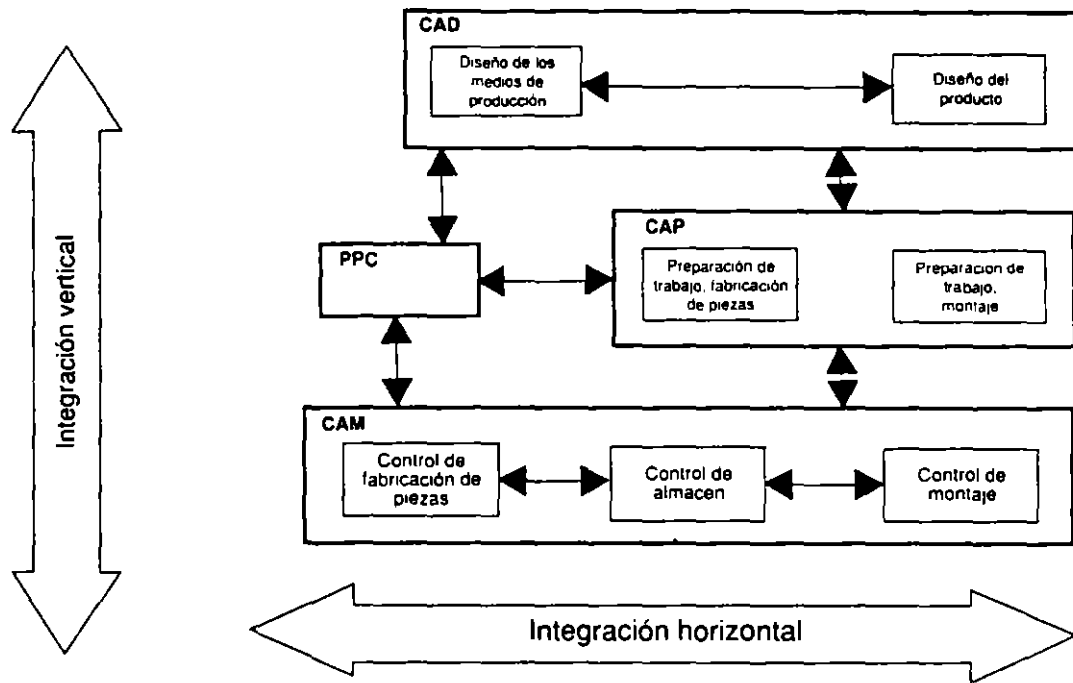 CAD
Diseño de los
medios de
producción
Diseño del
producto
PPC
CAP
Preparación de
trabajo, fabricación
de piezas
Preparacion de
trabajo,
montaje
CAM
Control de
fabricación de
piezas
Control de
almacen
Control de
montaje
Integración vertical
Integración horizontal